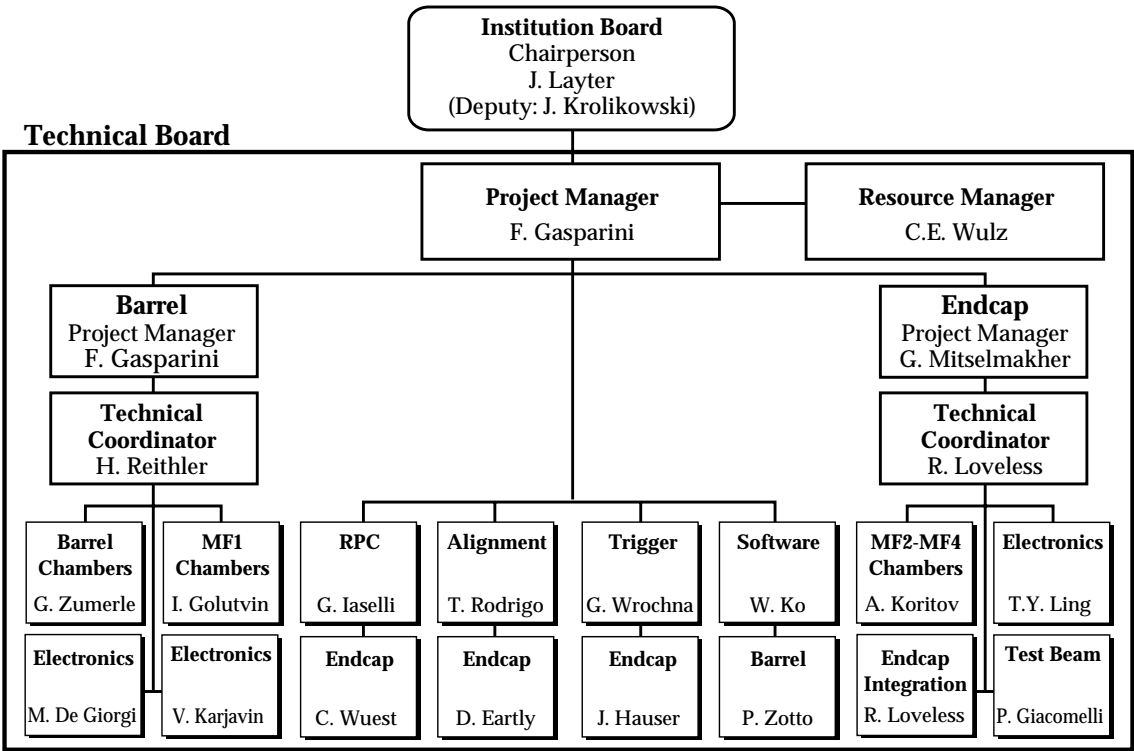 Institution Board
Chairperson
J. Layter
(Deputy: J. Krolikowski)
Technical Board
Project Manager
F. Gasparini
Resource Manager
C.E. Wulz
Barrel
Project Manager
F. Gasparini
Endcap
Project Manager
G. Mitselmakher
Technical
Coordinator
H. Reithler
Technical
Coordinator
R. Loveless
Barrel
Chambers
G. Zumerle
MF1
Chambers
I. Golutvin
RPC
G. Iaselli
Alignment
T. Rodrigo
Trigger
G. Wrochna
Software
W. Ko
MF2-MF4
Chambers
A. Koritov
Electronics
T.Y. Ling
Electronics
M. De Giorgi
Electronics
V. Karjavin
Endcap
C. Wuest
Endcap
D. Eartly
Endcap
J. Hauser
Barrel
P. Zotto
Endcap
Integration
R. Loveless
Test Beam
P. Giacomelli